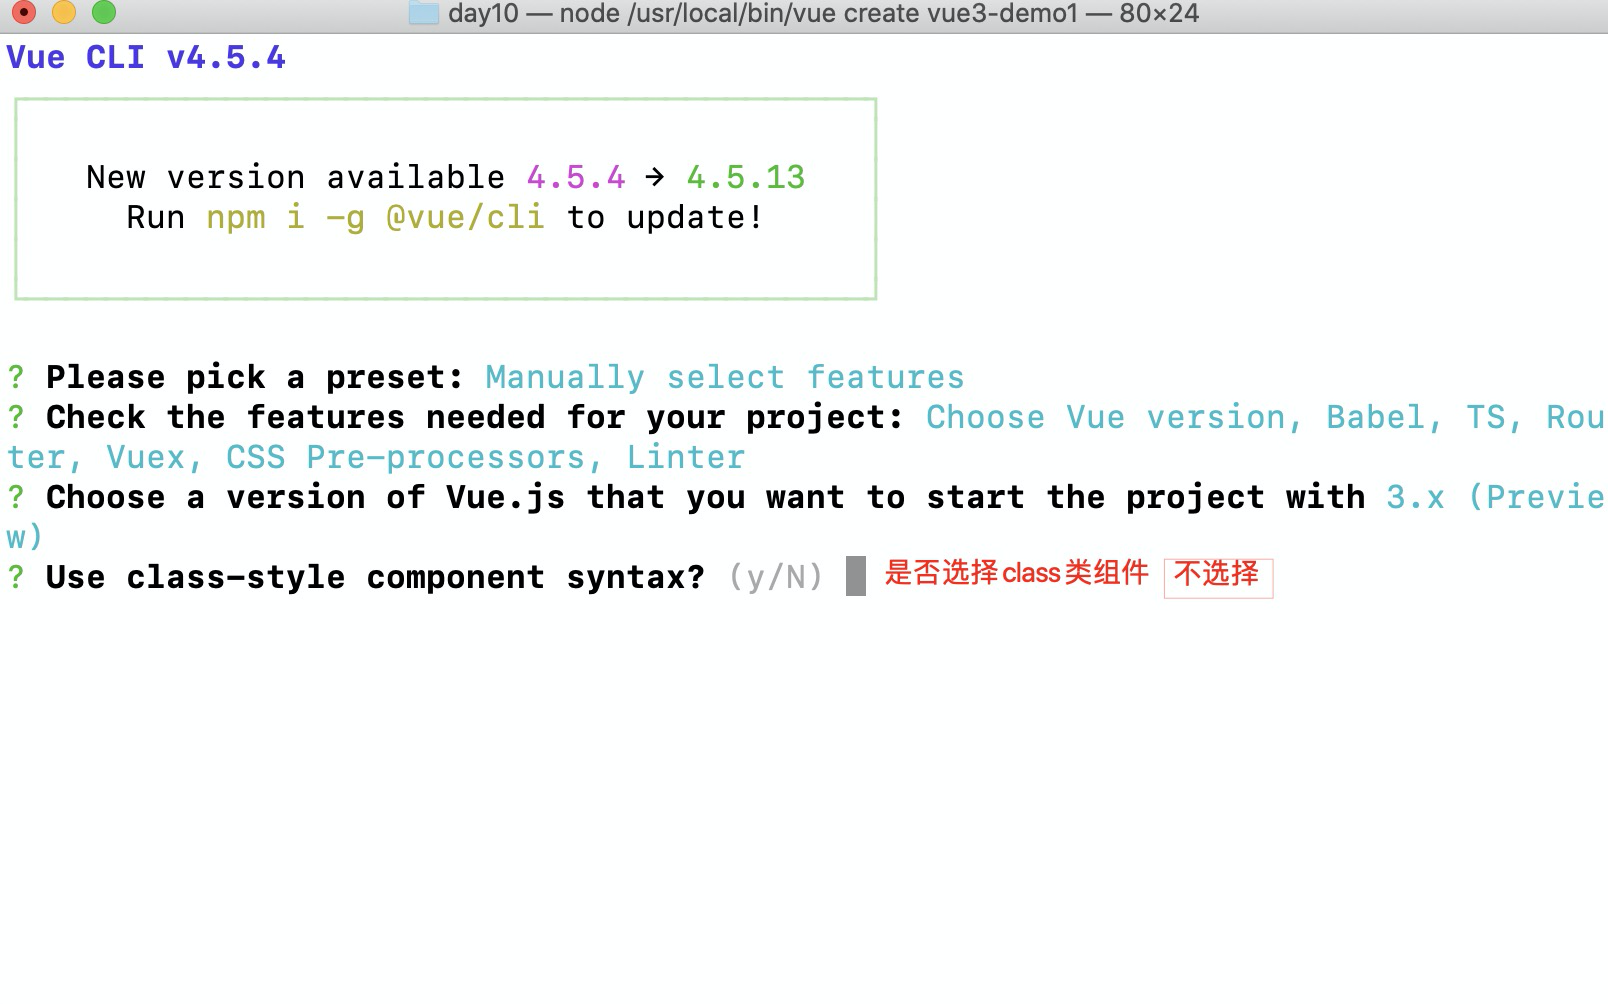 day10 — node /usr/local/bin/vue create vue3-demo1 — 80×24
Vue CLI v4.5.4
New version available 4.5.4 → 4.5.13
Run npm i -g @vue/cli to update!
? Please pick a preset: Manually select features
? Check the features needed for your project: Choose Vue version, Babel, TS, Rou
ter, Vuex, CSS Pre-processors, Linter
? Choose a version of Vue.js that you want to start the project with 3.x (Previe
w)
? Use class-style component syntax? (y/N) 是否选择class类组件 不选择